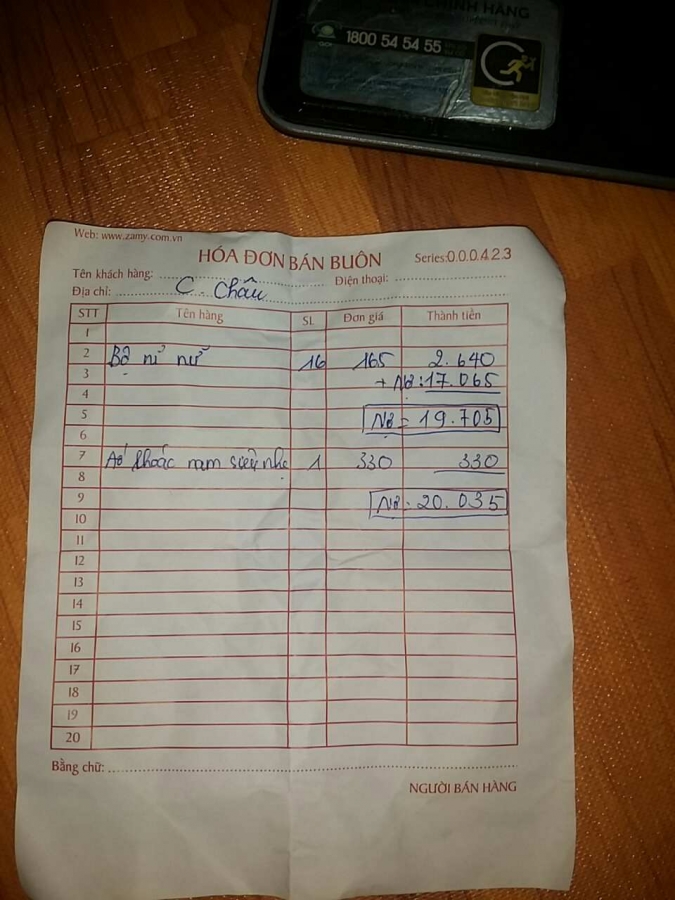 CHÍNH HÃNG
1800 54 54 55
Web: www.zamy.com.vn
HÓA ĐƠN BÁN BUÔN Series:0.0.0.4.2.3
Tên khách hàng: Điện thoại:
Địa chỉ: C. Châu
STT Tên hàng SL Đơn giá Thành tiền
1
2 Bộ nỉ nữ 16 165 2.640
3 + Nợ: 17.065
4
5 Nợ = 19.705
6
7 Áo khoác nam siêu nhẹ 1 330 330
8
9 Nợ: 20.035
10
11
12
13
14
15
16
17
18
19
20
Bằng chữ:
NGƯỜI BÁN HÀNG